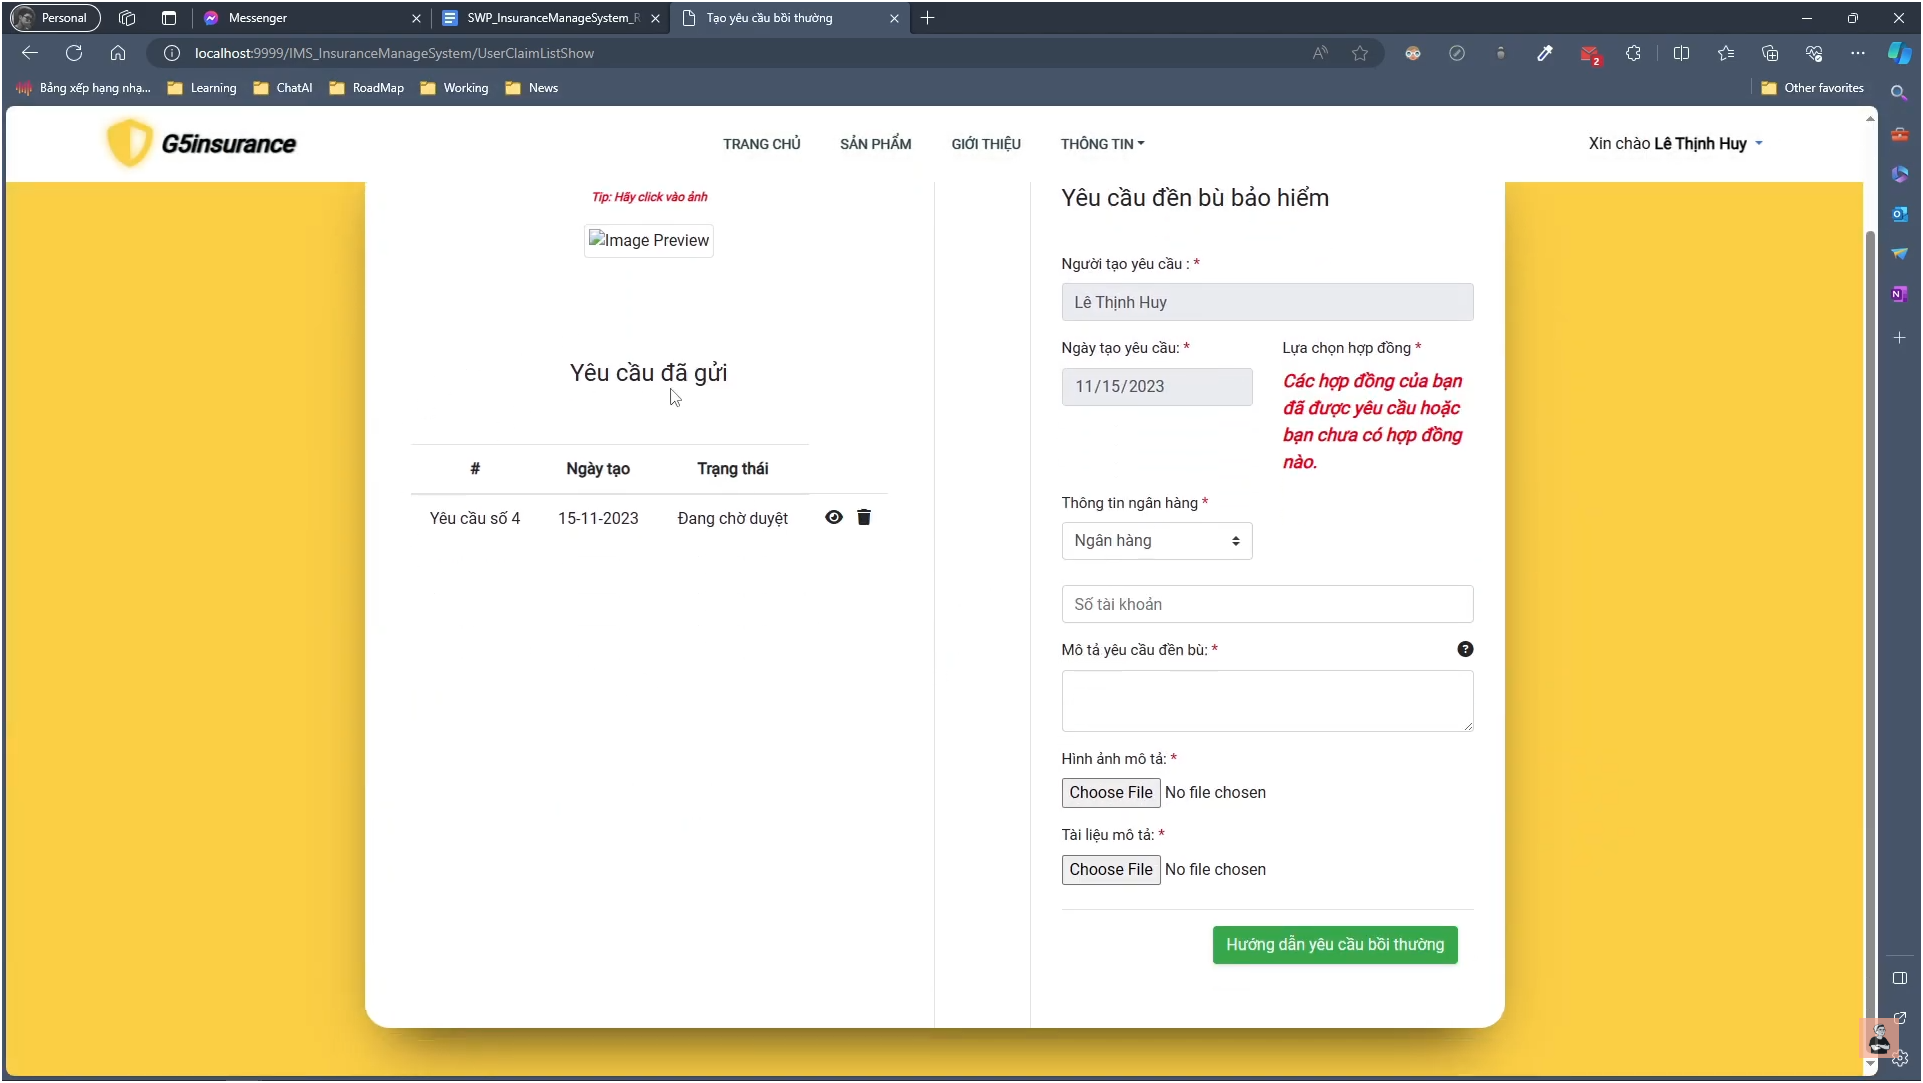 Personal
Messenger
SWP_InsuranceManageSystem_R
Tạo yêu cầu bồi thường
localhost:9999/IMS_InsuranceManageSystem/UserClaimListShow
2
Bảng xếp hạng nhạ...
Learning
ChatAI
RoadMap
Working
News
Other favorites
G5insurance
TRANG CHỦ
SẢN PHẨM
GIỚI THIỆU
THÔNG TIN
Xin chào Lê Thịnh Huy
Tip: Hãy click vào ảnh
Image Preview
Yêu cầu đã gửi
# Ngày tạo Trạng thái
Yêu cầu số 4 15-11-2023 Đang chờ duyệt
Yêu cầu đền bù bảo hiểm
Người tạo yêu cầu : *
Lê Thịnh Huy
Ngày tạo yêu cầu: *
11/15/2023
Lựa chọn hợp đồng *
Các hợp đồng của bạn
đã được yêu cầu hoặc
bạn chưa có hợp đồng
nào.
Thông tin ngân hàng *
Ngân hàng
Số tài khoản
Mô tả yêu cầu đền bù: *
?
Hình ảnh mô tả: *
Choose File No file chosen
Tài liệu mô tả: *
Choose File No file chosen
Hướng dẫn yêu cầu bồi thường